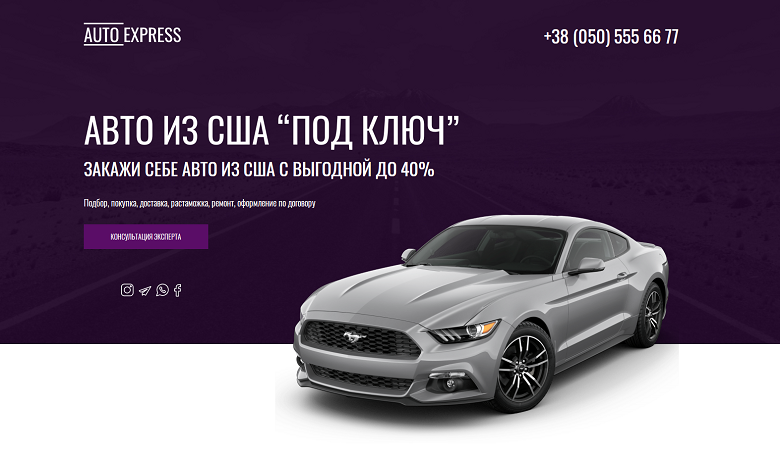 AUTO EXPRESS
+38 (050) 555 66 77
АВТО ИЗ США “ПОД КЛЮЧ”
ЗАКАЖИ СЕБЕ АВТО ИЗ США С ВЫГОДНОЙ ДО 40%
Подбор, покупка, доставка, растаможка, ремонт, оформление по договору
КОНСУЛЬТАЦИЯ ЭКСПЕРТА